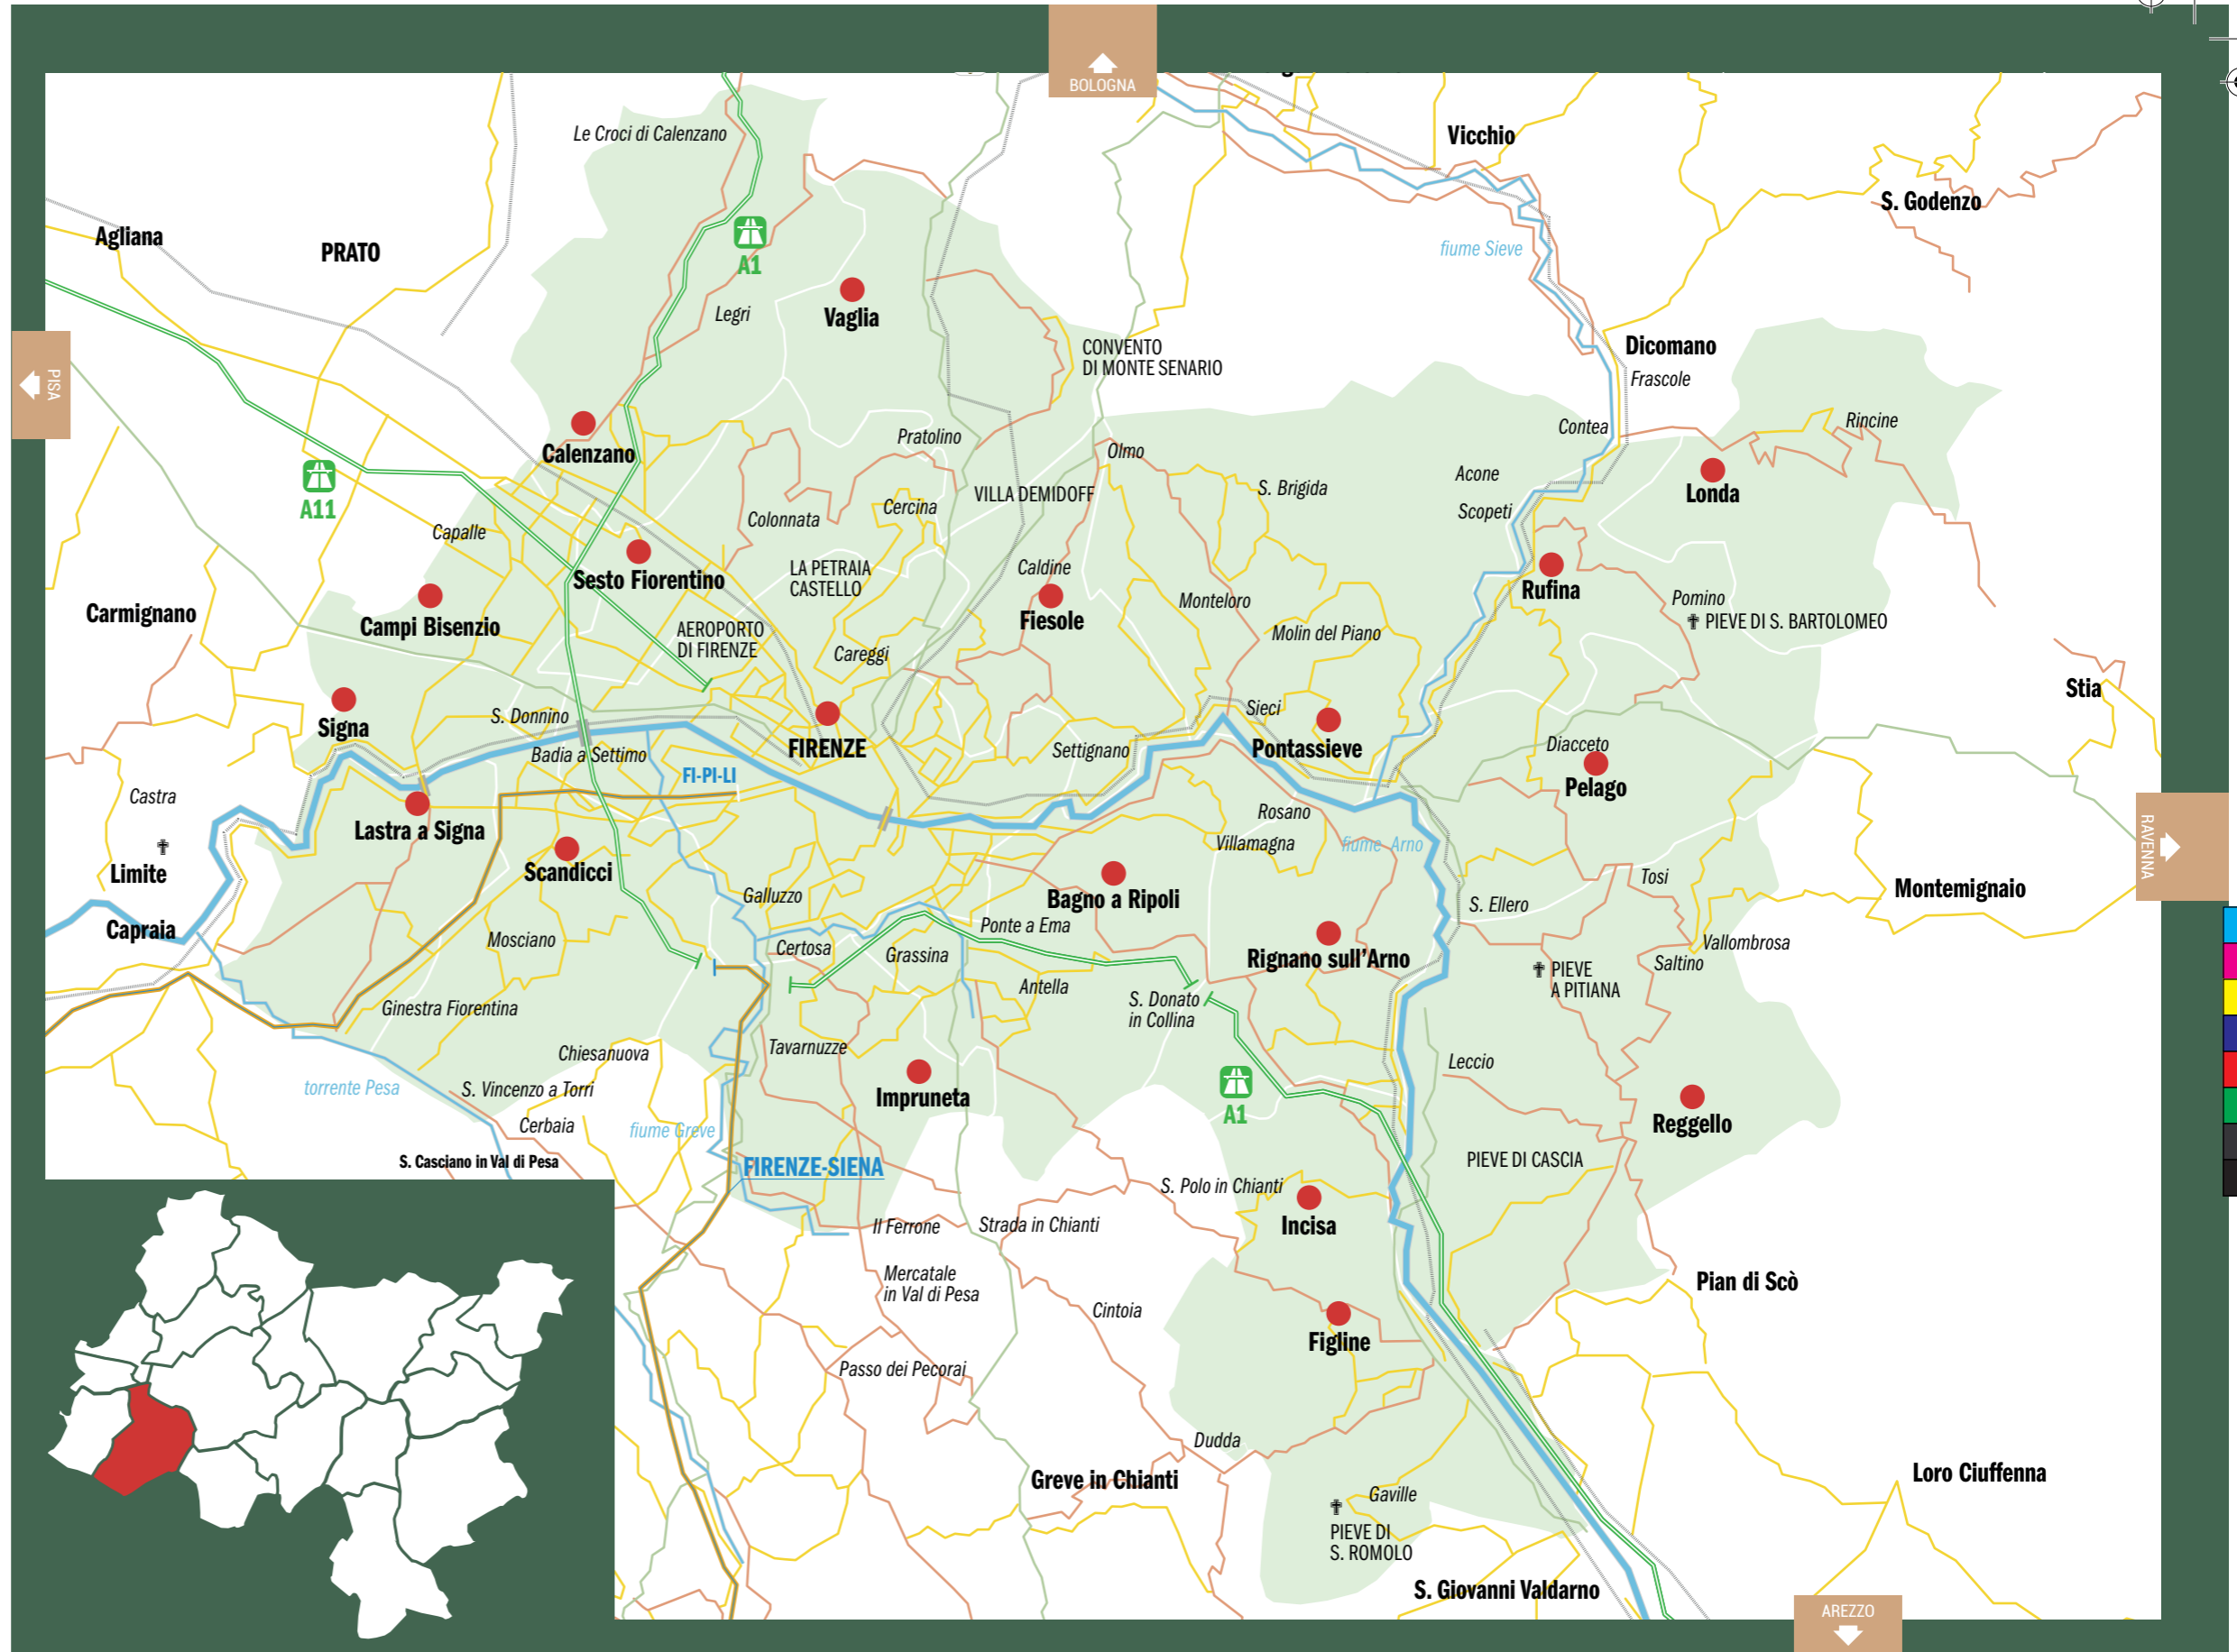 BOLOGNA
Le Croci di Calenzano
Vicchio
S. Godenzo
Agliana
PRATO
fiume Sieve
A1
Legri
Vaglia
CONVENTO
DI MONTE SENARIO
Dicomano
Frascole
PISA
Calenzano
Pratolino
Olmo
Contea
Rincine
A11
VILLA DEMIDOFF
S. Brigida
Acone
Londa
Capalle
Colonnata
Cercina
Scopeti
Sesto Fiorentino
LA PETRAIA
CASTELLO
Caldine
Rufina
Carmignano
Campi Bisenzio
Fiesole
Monteloro
Pomino
PIEVE DI S. BARTOLOMEO
AEROPORTO
DI FIRENZE
Careggi
Molin del Piano
Stia
Signa
S. Donnino
Sieci
FIRENZE
Settignano
Pontassieve
Diacceto
Badia a Settimo
FI-PI-LI
Pelago
Castra
Lastra a Signa
Rosano
Villamagna
fiume Arno
RAVENNA
Limite
Scandicci
Galluzzo
Bagno a Ripoli
Tosi
Montemignaio
Capraia
S. Ellero
Mosciano
Certosa
Grassina
Ponte a Ema
Rignano sull'Arno
Vallombrosa
Saltino
PIEVE
A PITIANA
Ginestra Fiorentina
Antella
S. Donato
in Collina
Chiesanuova
Tavarnuzze
Leccio
torrente Pesa
S. Vincenzo a Torri
Impruneta
A1
Reggello
Cerbaia
fiume Greve
S. Casciano in Val di Pesa
FIRENZE-SIENA
PIEVE DI CASCIA
S. Polo in Chianti
Incisa
Il Ferrone
Strada in Chianti
Mercatale
in Val di Pesa
Pian di Scò
Cintoia
Figline
Passo dei Pecorai
Dudda
Greve in Chianti
Loro Ciuffenna
Gaville
PIEVE DI
S. ROMOLO
S. Giovanni Valdarno
AREZZO